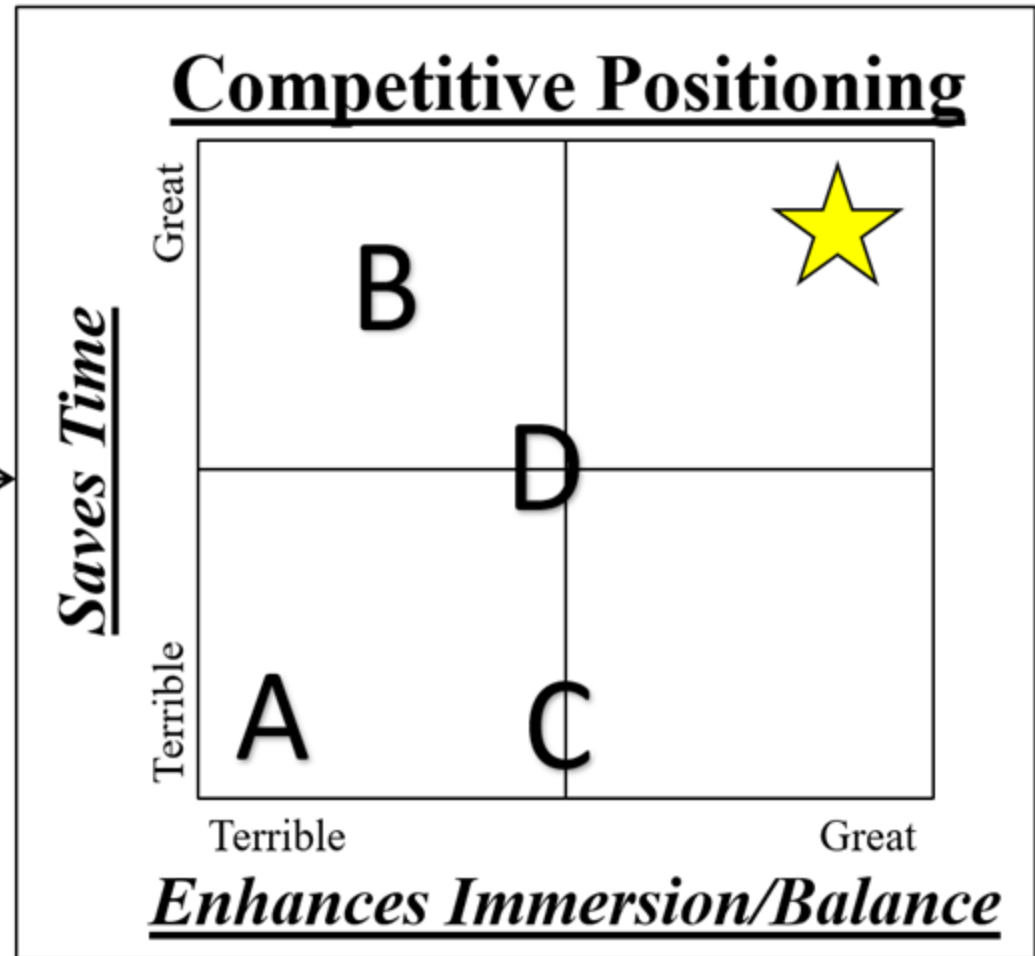 Competitive Positioning
Great
B
Saves Time
D
Terrible
A
C
Terrible
Great
Enhances Immersion/Balance